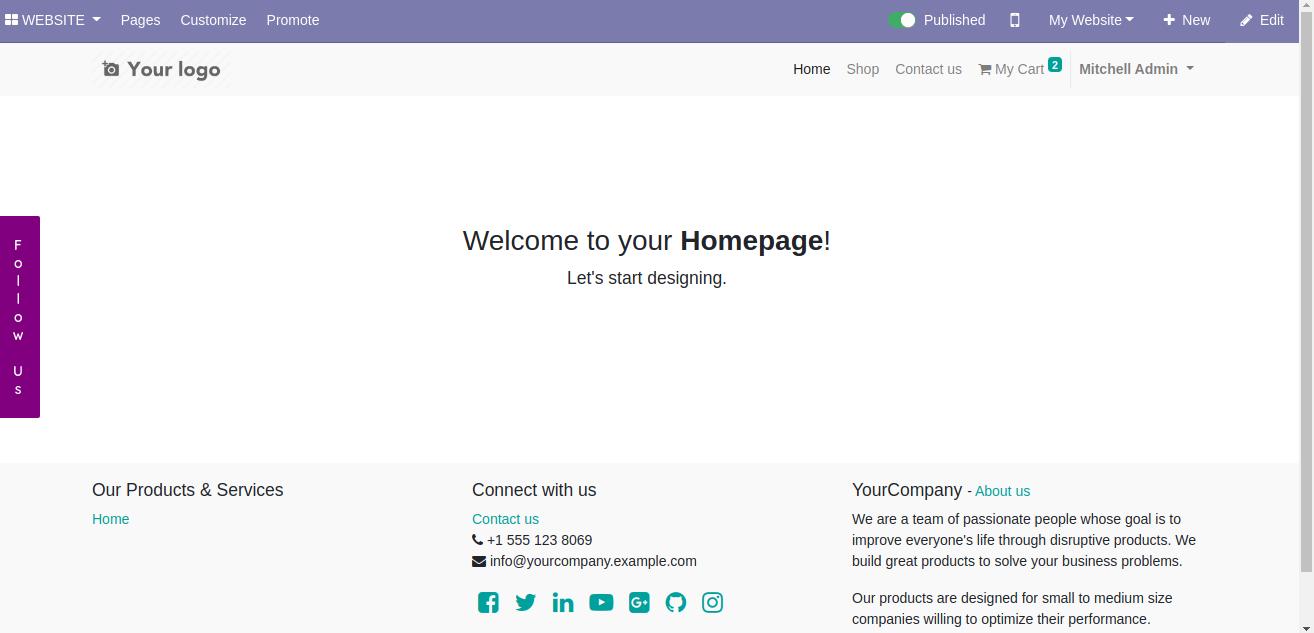 WEBSITE Pages Customize Promote Published My Website New Edit
Your logo Home Shop Contact us My Cart 2 Mitchell Admin
Follow Us
Welcome to your Homepage!
Let's start designing.
Our Products & Services
Home
Connect with us
Contact us
+1 555 123 8069
info@yourcompany.example.com
YourCompany - About us
We are a team of passionate people whose goal is to
improve everyone's life through disruptive products. We
build great products to solve your business problems.
Our products are designed for small to medium size
companies willing to optimize their performance.